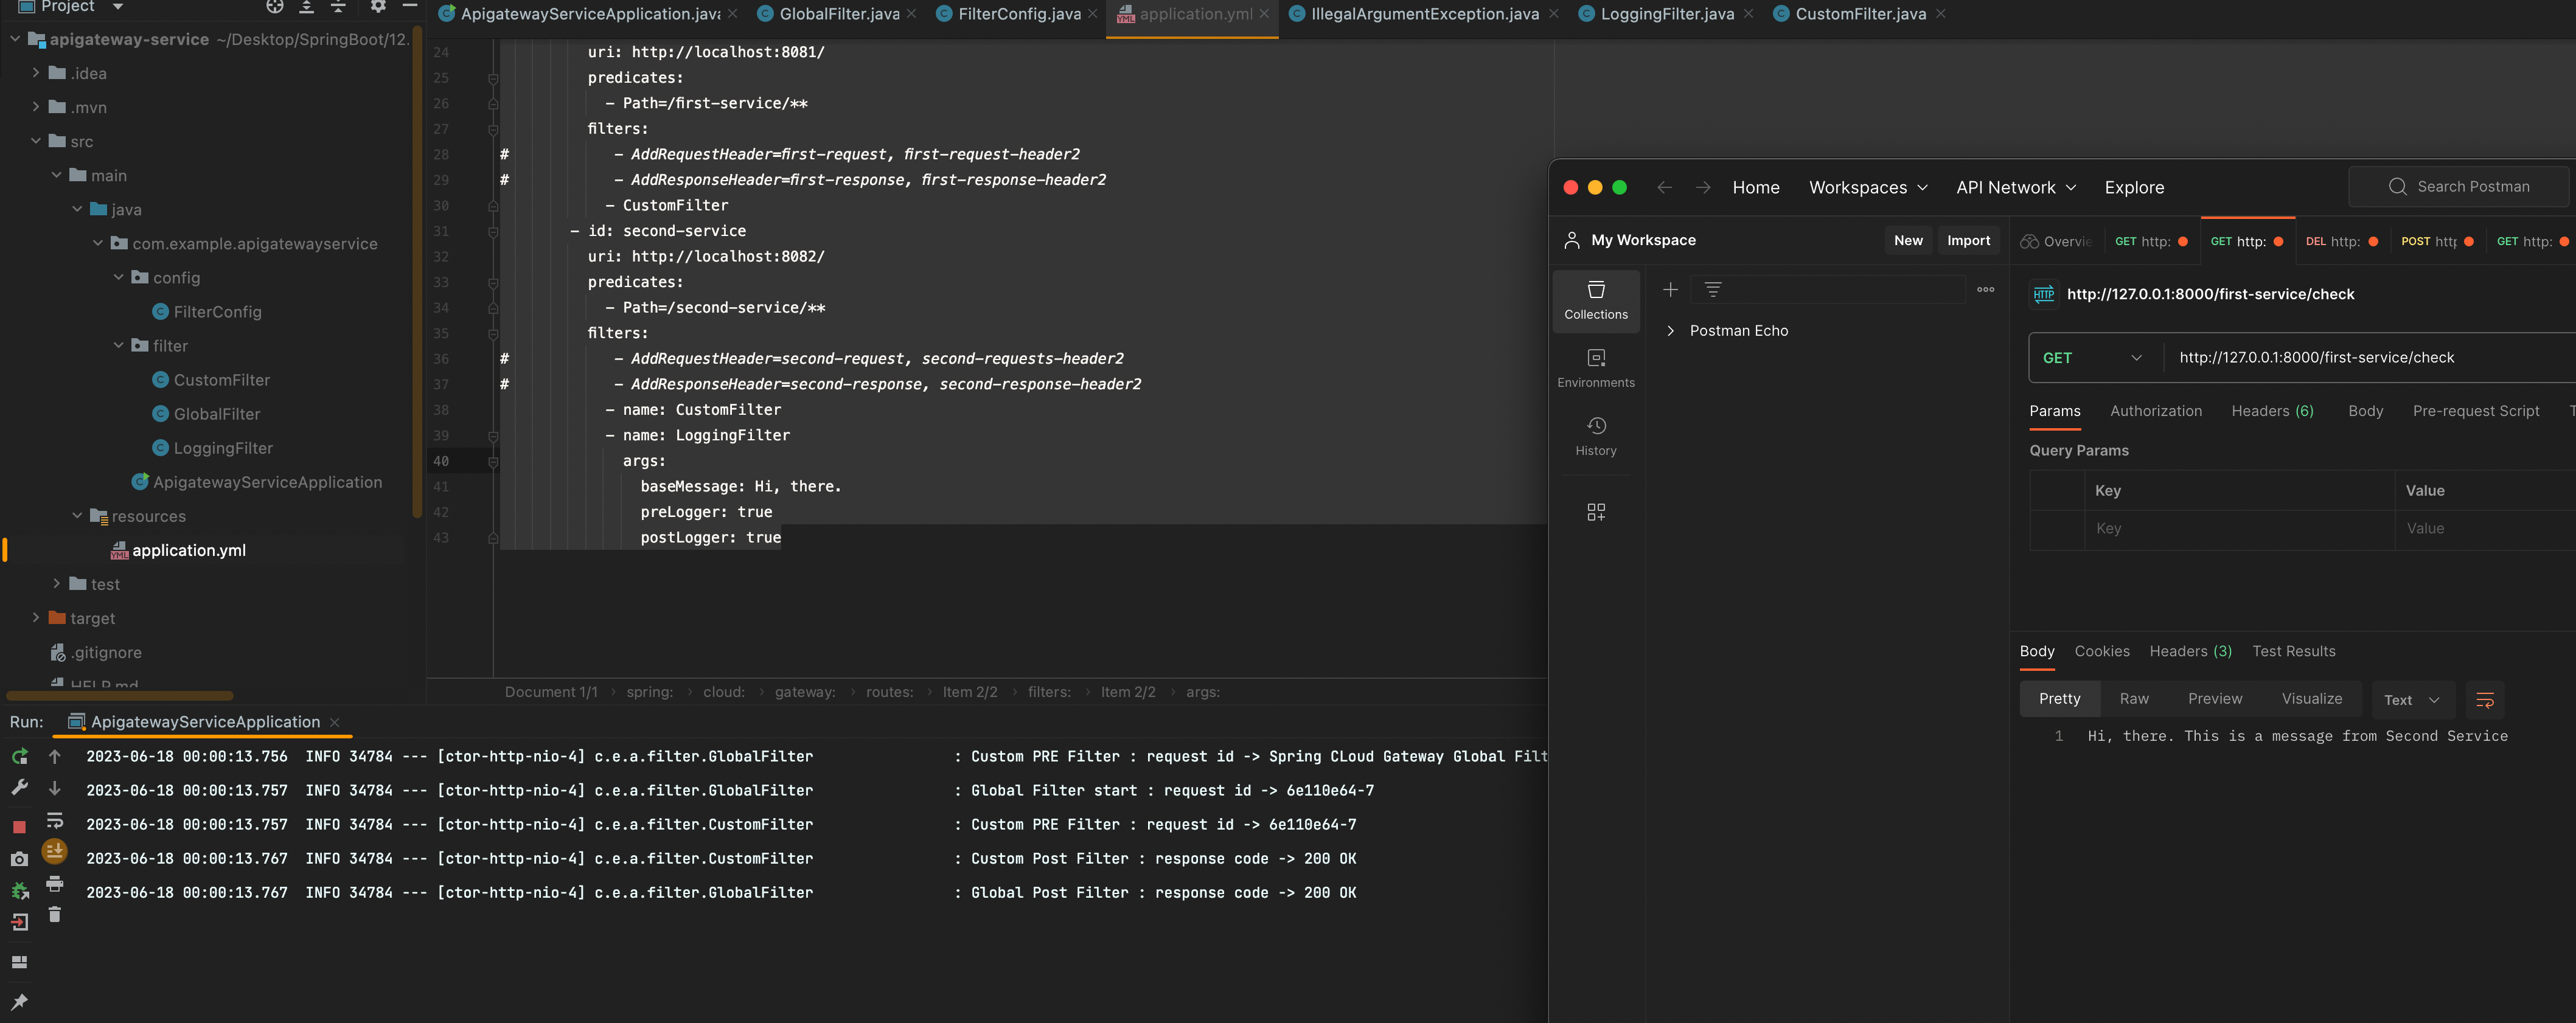 Project
apigateway-service ~/Desktop/SpringBoot/12.
.idea
.mvn
src
main
java
com.example.apigatewayservice
config
FilterConfig
filter
CustomFilter
GlobalFilter
LoggingFilter
ApigatewayServiceApplication
resources
application.yml
test
target
.gitignore
HELP.md
ApigatewayServiceApplication.java GlobalFilter.java FilterConfig.java application.yml IllegalArgumentException.java LoggingFilter.java CustomFilter.java
24 uri: http://localhost:8081/
25 predicates:
26 - Path=/first-service/**
27 filters:
28 # - AddRequestHeader=first-request, first-request-header2
29 # - AddResponseHeader=first-response, first-response-header2
30 - CustomFilter
31 - id: second-service
32 uri: http://localhost:8082/
33 predicates:
34 - Path=/second-service/**
35 filters:
36 # - AddRequestHeader=second-request, second-requests-header2
37 # - AddResponseHeader=second-response, second-response-header2
38 - name: CustomFilter
39 - name: LoggingFilter
40 args:
41 baseMessage: Hi, there.
42 preLogger: true
43 postLogger: true
Document 1/1 › spring: › cloud: › gateway: › routes: › Item 2/2 › filters: › Item 2/2 › args:
Run: ApigatewayServiceApplication
2023-06-18 00:00:13.756 INFO 34784 --- [ctor-http-nio-4] c.e.a.filter.GlobalFilter : Custom PRE Filter : request id -> Spring CLoud Gateway Global Filt
2023-06-18 00:00:13.757 INFO 34784 --- [ctor-http-nio-4] c.e.a.filter.GlobalFilter : Global Filter start : request id -> 6e110e64-7
2023-06-18 00:00:13.757 INFO 34784 --- [ctor-http-nio-4] c.e.a.filter.CustomFilter : Custom PRE Filter : request id -> 6e110e64-7
2023-06-18 00:00:13.767 INFO 34784 --- [ctor-http-nio-4] c.e.a.filter.CustomFilter : Custom Post Filter : response code -> 200 OK
2023-06-18 00:00:13.767 INFO 34784 --- [ctor-http-nio-4] c.e.a.filter.GlobalFilter : Global Post Filter : response code -> 200 OK
Home Workspaces API Network Explore Search Postman
My Workspace New Import
Overvie GET http: GET http: DEL http: POST http GET http:
Collections
Environments
History
Postman Echo
HTTP http://127.0.0.1:8000/first-service/check
GET http://127.0.0.1:8000/first-service/check
Params Authorization Headers (6) Body Pre-request Script T
Query Params
Key Value
Key Value
Body Cookies Headers (3) Test Results
Pretty Raw Preview Visualize Text
1 Hi, there. This is a message from Second Service